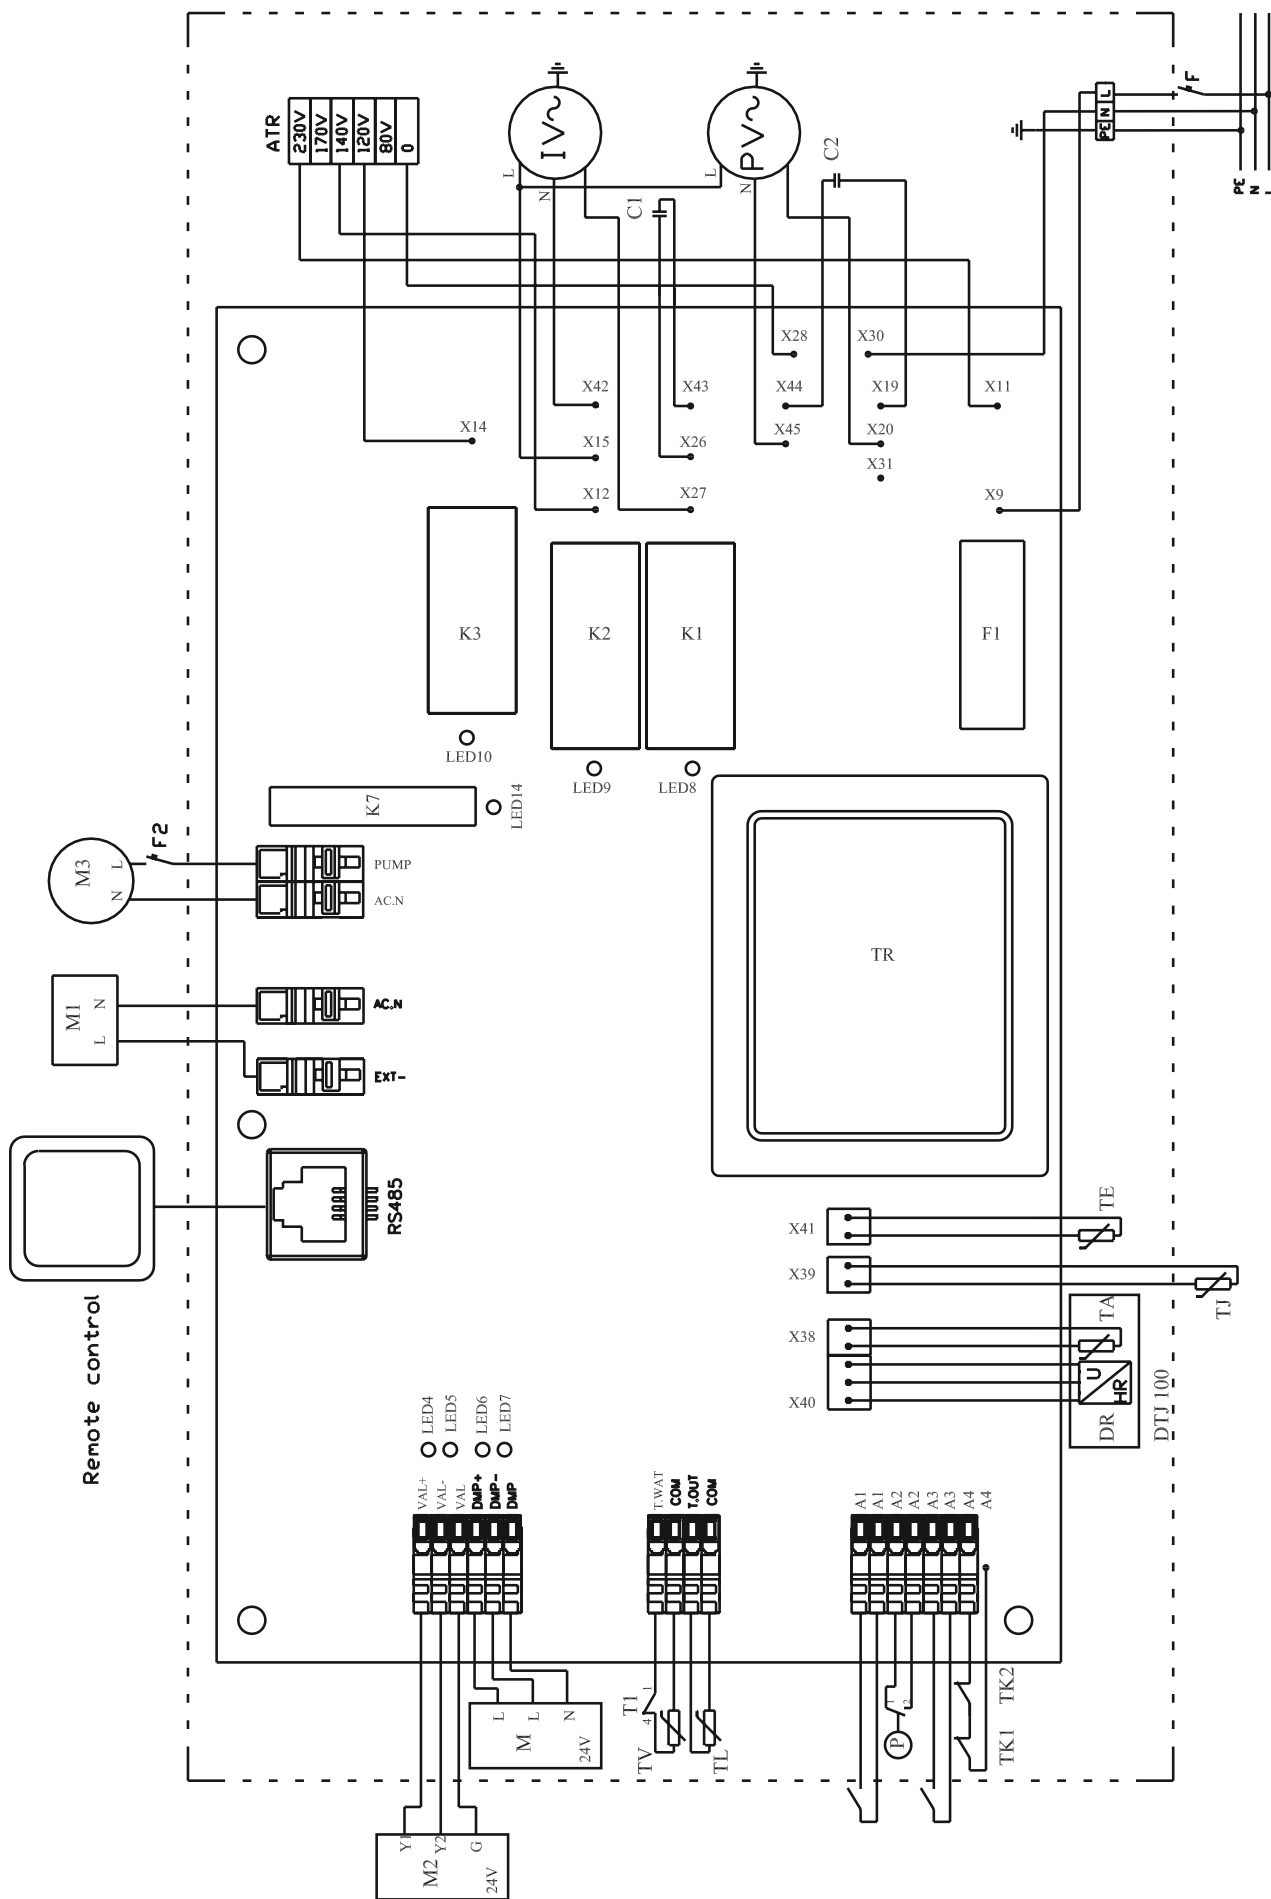 ATR
230V
170V
140V
120V
80V
0
IV
L
N
PV
L
N
C1
C2
L
N
PE
F
PE
N
L
X28
X30
X42
X43
X44
X19
X11
X14
X15
X26
X45
X20
X31
X12
X27
X9
K3
K2
K1
F1
LED10
LED9
LED8
K7
LED14
M3
L
N
F2
PUMP
AC.N
M1
N
L
AC.N
EXT-
TR
Remote control
RS485
X41
TE
X39
TJ
X38
TA
X40
U
HR
DR
DTJ 100
LED4
LED5
LED6
LED7
VAL+
VAL-
VAL
DMP+
DMP-
DMP
T.WAT
COM
T.OUT
COM
A1
A1
A2
A2
A3
A3
A4
A4
L
L
N
M
24V
T1
1
4
TV
TL
P
1
2
TK2
TK1
Y1
Y2
G
M2
24V